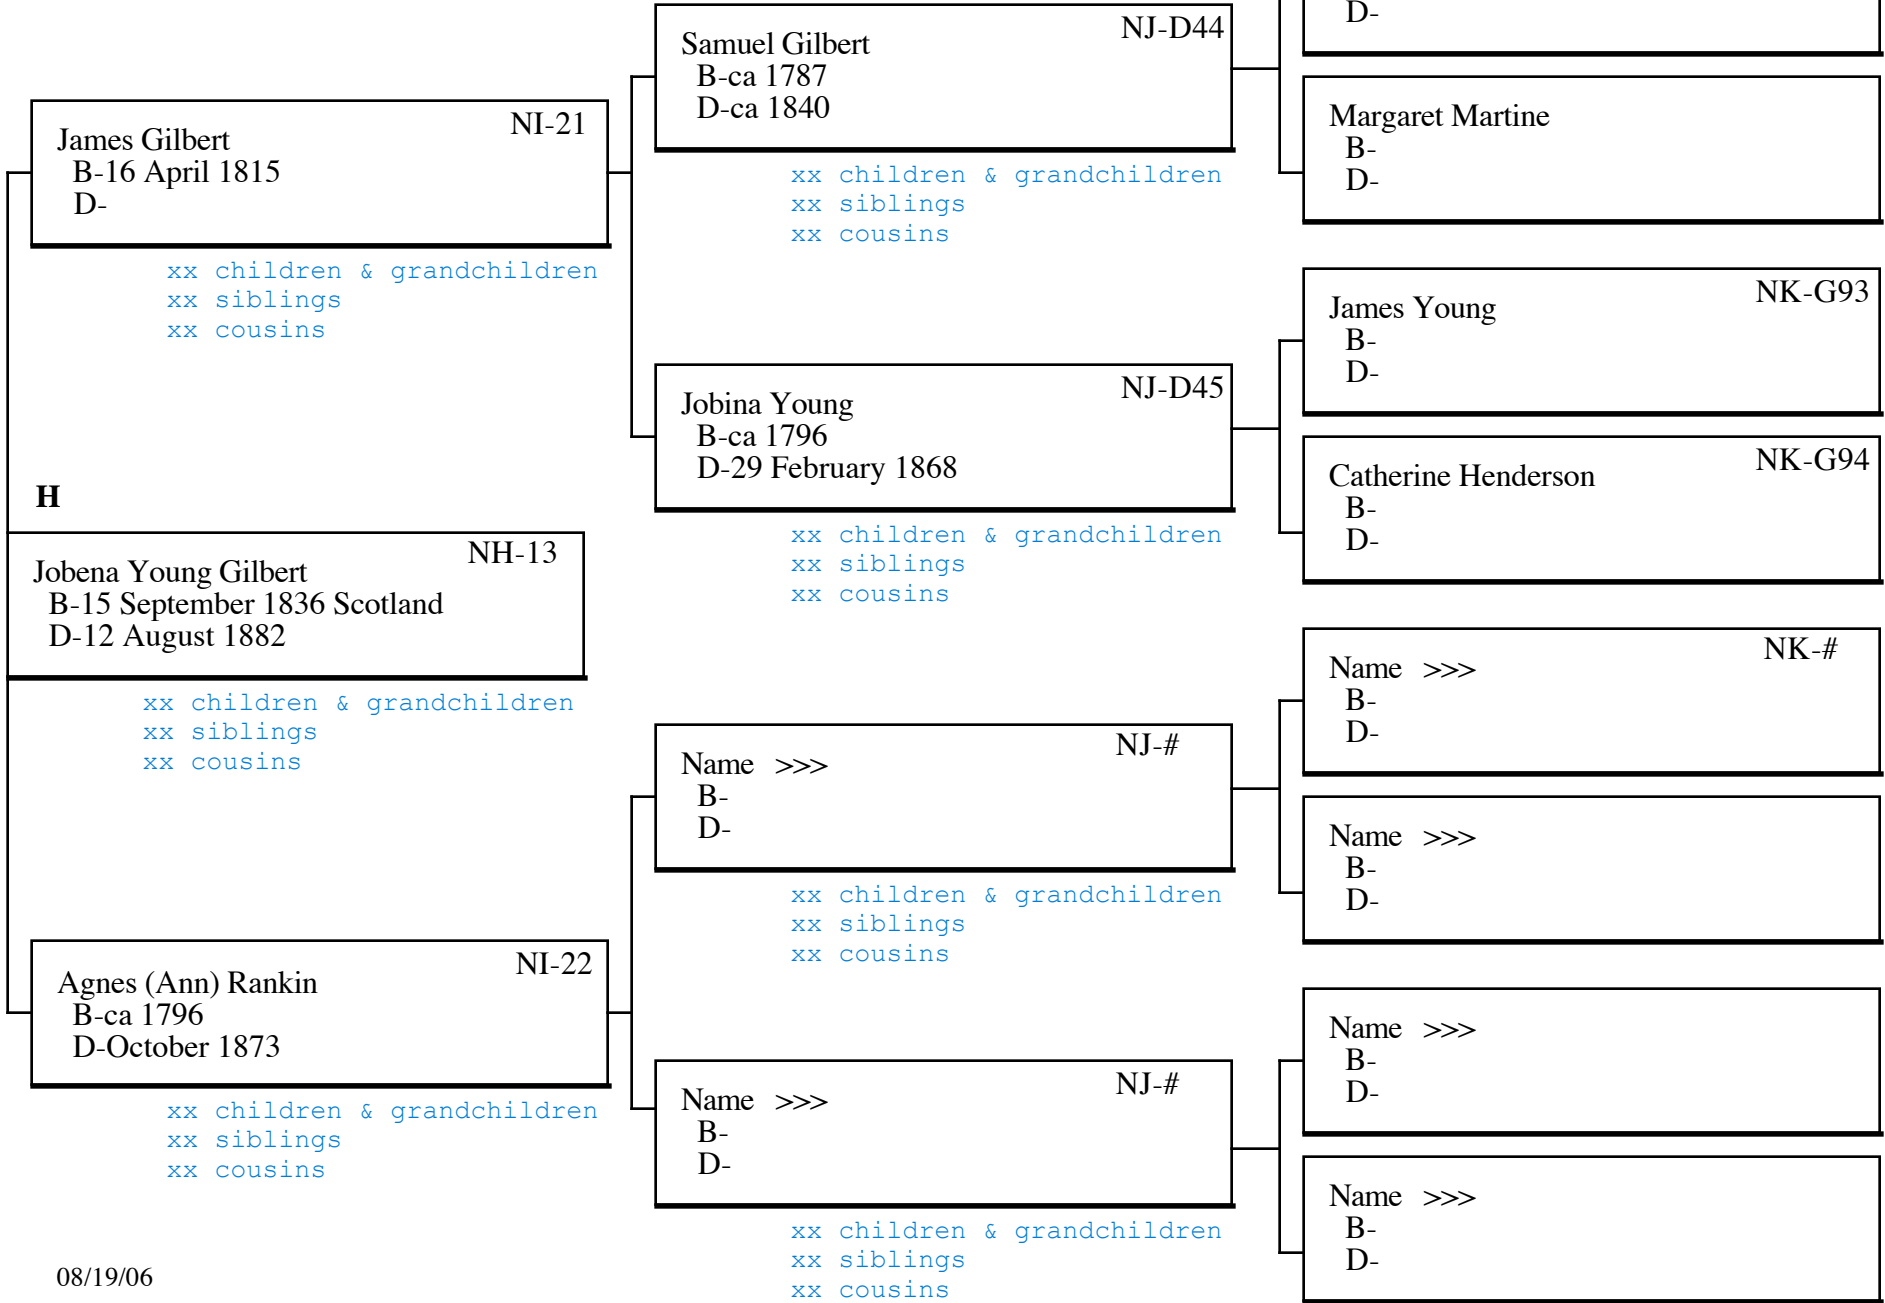 D-
Samuel Gilbert NJ-D44
B-ca 1787
D-ca 1840
Margaret Martine
B-
D-
James Gilbert NI-21
B-16 April 1815
D-
xx children & grandchildren
xx siblings
xx cousins
xx children & grandchildren
xx siblings
xx cousins
James Young NK-G93
B-
D-
Jobina Young NJ-D45
B-ca 1796
D-29 February 1868
Catherine Henderson NK-G94
B-
D-
H
xx children & grandchildren
xx siblings
xx cousins
Jobena Young Gilbert NH-13
B-15 September 1836 Scotland
D-12 August 1882
xx children & grandchildren
xx siblings
xx cousins
Name >>> NK-#
B-
D-
Name >>> NJ-#
B-
D-
Name >>>
B-
D-
xx children & grandchildren
xx siblings
xx cousins
Agnes (Ann) Rankin NI-22
B-ca 1796
D-October 1873
xx children & grandchildren
xx siblings
xx cousins
Name >>>
B-
D-
Name >>> NJ-#
B-
D-
Name >>>
B-
D-
xx children & grandchildren
xx siblings
xx cousins
08/19/06